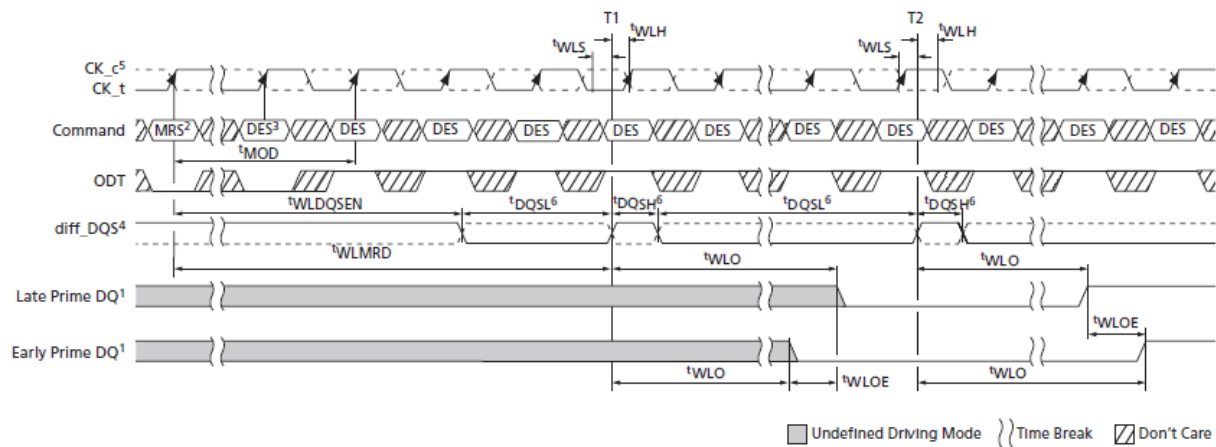 T1 T2
tWLS tWLH tWLS tWLH
CK_c5
CK_t
Command MRS2 DES3 DES DES DES DES DES DES DES DES DES DES
tMOD
ODT
tWLDQSEN tDQSL6 tDQSH6 tDQSL6 tDQSH6
diff_DQS4
tWLMRD tWLO tWLO
Late Prime DQ1
tWLOE
Early Prime DQ1
tWLO tWLOE tWLO
Undefined Driving Mode Time Break Don't Care